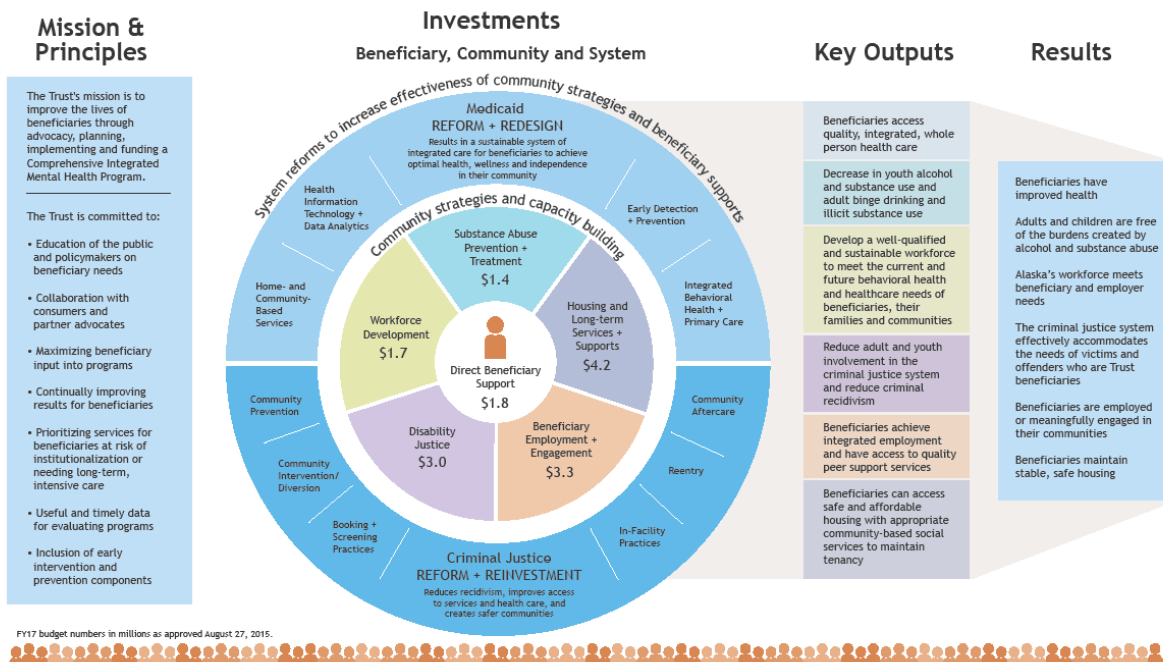 Mission &
Principles
The Trust's mission is to
improve the lives of
beneficiaries through
advocacy, planning,
implementing and funding a
Comprehensive Integrated
Mental Health Program.
The Trust is committed to:
• Education of the public
and policymakers on
beneficiary needs
• Collaboration with
consumers and
partner advocates
• Maximizing beneficiary
input into programs
• Continually improving
results for beneficiaries
• Prioritizing services for
beneficiaries at risk of
institutionalization or
needing long-term,
intensive care
• Useful and timely data
for evaluating programs
• Inclusion of early
intervention and
prevention components
Investments
Beneficiary, Community and System
System reforms to increase effectiveness of community strategies and beneficiary supports
Medicaid
REFORM + REDESIGN
Results in a sustainable system of
integrated care for beneficiaries to achieve
optimal health, wellness and independence
in their community
Health
Information
Technology +
Data Analytics
Home- and
Community-
Based
Services
Early Detection
+ Prevention
Integrated
Behavioral
Health +
Primary Care
Community strategies and capacity building
Substance Abuse
Prevention +
Treatment
$1.4
Workforce
Development
$1.7
Housing and
Long-term
Services +
Supports
$4.2
Direct Beneficiary
Support
$1.8
Disability
Justice
$3.0
Beneficiary
Employment +
Engagement
$3.3
Community
Prevention
Community
Intervention/
Diversion
Booking +
Screening
Practices
Community
Aftercare
Reentry
In-Facility
Practices
Criminal Justice
REFORM + REINVESTMENT
Reduces recidivism, improves access
to services and health care, and
creates safer communities
Key Outputs
Beneficiaries access
quality, integrated, whole
person health care
Decrease in youth alcohol
and substance use and
adult binge drinking and
illicit substance use
Develop a well-qualified
and sustainable workforce
to meet the current and
future behavioral health
and healthcare needs of
beneficiaries, their
families and communities
Reduce adult and youth
involvement in the
criminal justice system
and reduce criminal
recidivism
Beneficiaries achieve
integrated employment
and have access to quality
peer support services
Beneficiaries can access
safe and affordable
housing with appropriate
community-based social
services to maintain
tenancy
Results
Beneficiaries have
improved health
Adults and children are free
of the burdens created by
alcohol and substance abuse
Alaska's workforce meets
beneficiary and employer
needs
The criminal justice system
effectively accommodates
the needs of victims and
offenders who are Trust
beneficiaries
Beneficiaries are employed
or meaningfully engaged in
their communities
Beneficiaries maintain
stable, safe housing
FY17 budget numbers in millions as approved August 27, 2015.